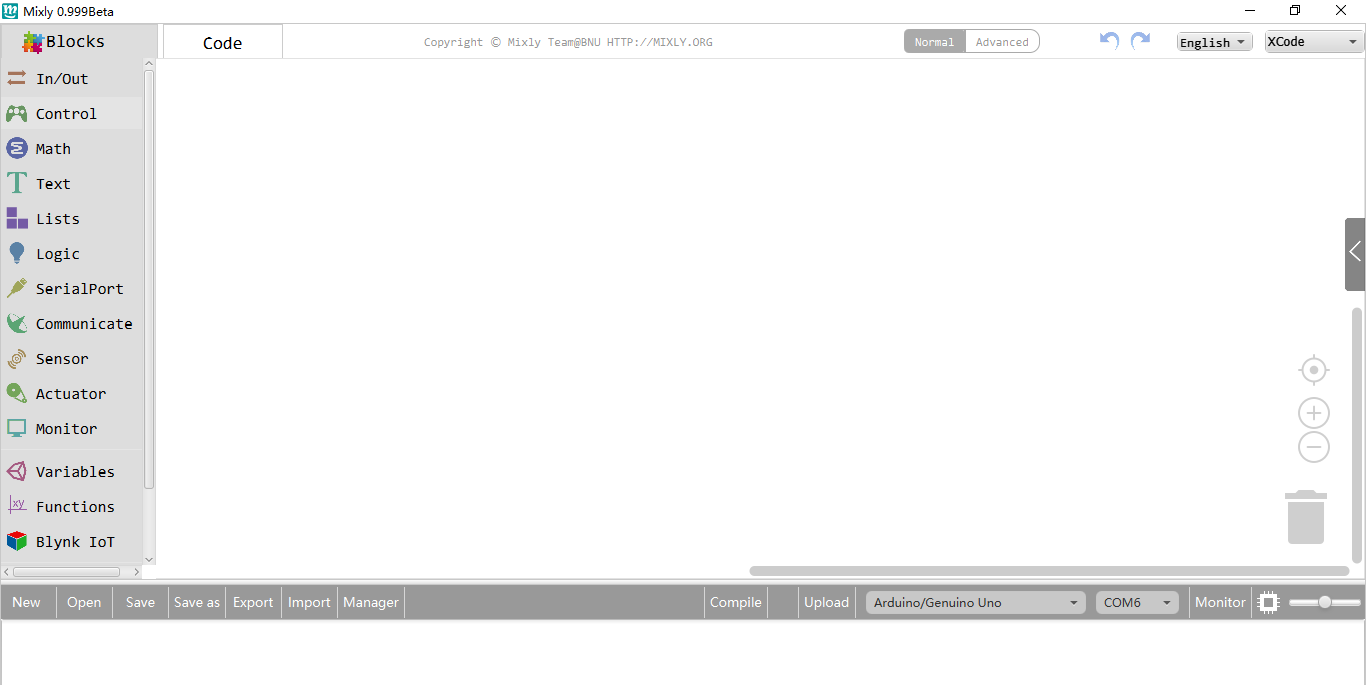 Mixly 0.999Beta
Blocks
Code
Copyright © Mixly Team@BNU HTTP://MIXLY.ORG
Normal
Advanced
English
XCode
In/Out
Control
Math
Text
Lists
Logic
SerialPort
Communicate
Sensor
Actuator
Monitor
Variables
xy
Functions
Blynk IoT
New
Open
Save
Save as
Export
Import
Manager
Compile
Upload
Arduino/Genuino Uno
COM6
Monitor